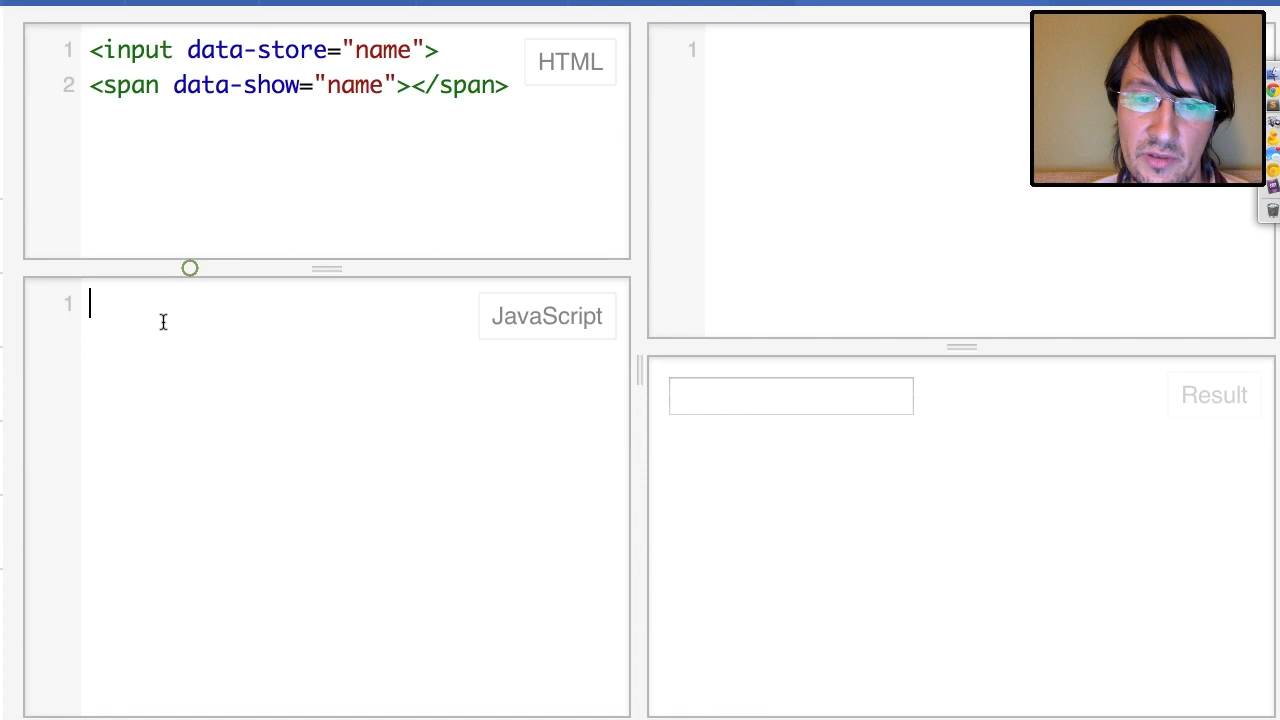 1 <input data-store="name">
2 <span data-show="name"></span>
HTML
1
1
JavaScript
Result